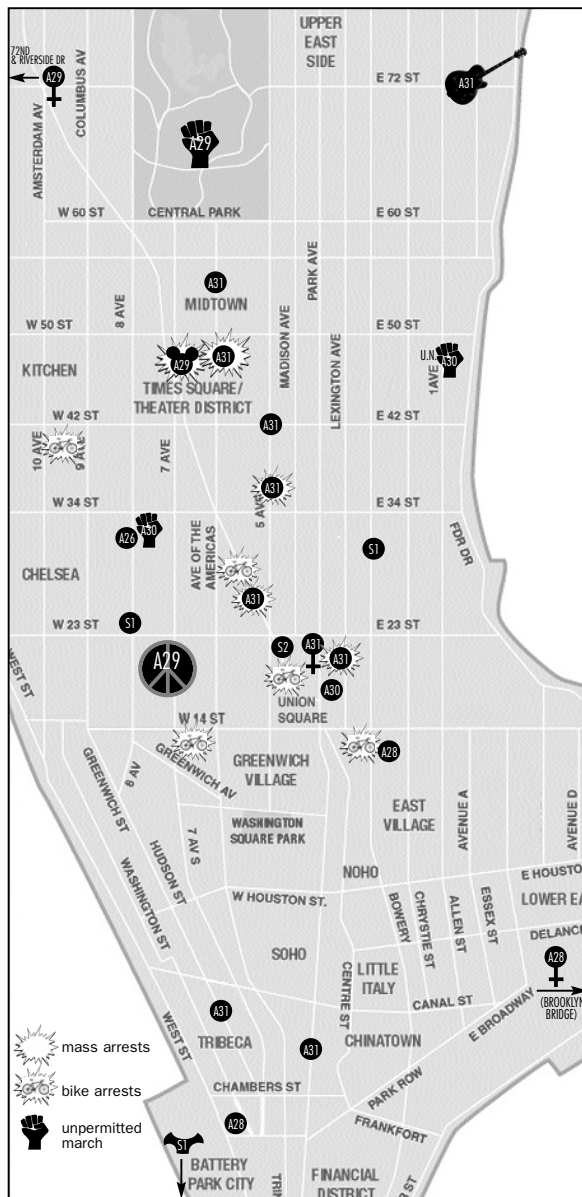 UPPER
EAST
SIDE
72ND
& RIVERSIDE DR
A29
COLUMBUS AV
AMSTERDAM AV
E 72 ST
A31
A29
W 60 ST
CENTRAL PARK
E 60 ST
PARK AVE
A31
MIDTOWN
8 AVE
MADISON AVE
W 50 ST
E 50 ST
LEXINGTON AVE
U.N.
A30
1 AVE
KITCHEN
A29
A31
TIMES SQUARE/
THEATER DISTRICT
W 42 ST
A31
E 42 ST
10 AVE
9 AVE
7 AVE
A31
5 AVE
W 34 ST
E 34 ST
A26
A30
AVE OF THE
AMERICAS
S1
FDR DR
CHELSEA
A31
S1
W 23 ST
E 23 ST
A29
S2
A31
A31
A30
UNION
SQUARE
WEST ST
W 14 ST
A28
GREENWICH ST
8 AV
GREENWICH AV
GREENWICH
VILLAGE
EAST
VILLAGE
AVENUE A
AVENUE D
7 AV S
WASHINGTON
SQUARE PARK
HUDSON ST
WASHINGTON ST
NOHO
E HOUSTO
W HOUSTON ST.
BOWERY
CHRYSTIE ST
ALLEN ST
ESSEX ST
LOWER EA
DELANC
SOHO
CENTRE ST
LITTLE
ITALY
A28
CANAL ST
E BROADWAY
(BROOKLYN
BRIDGE)
A31
WEST ST
TRIBECA
A31
CHINATOWN
mass arrests
bike arrests
CHAMBERS ST
PARK ROW
unpermitted
march
A28
FRANKFORT
S1
BATTERY
PARK CITY
TRIN
FINANCIAL
DISTRICT